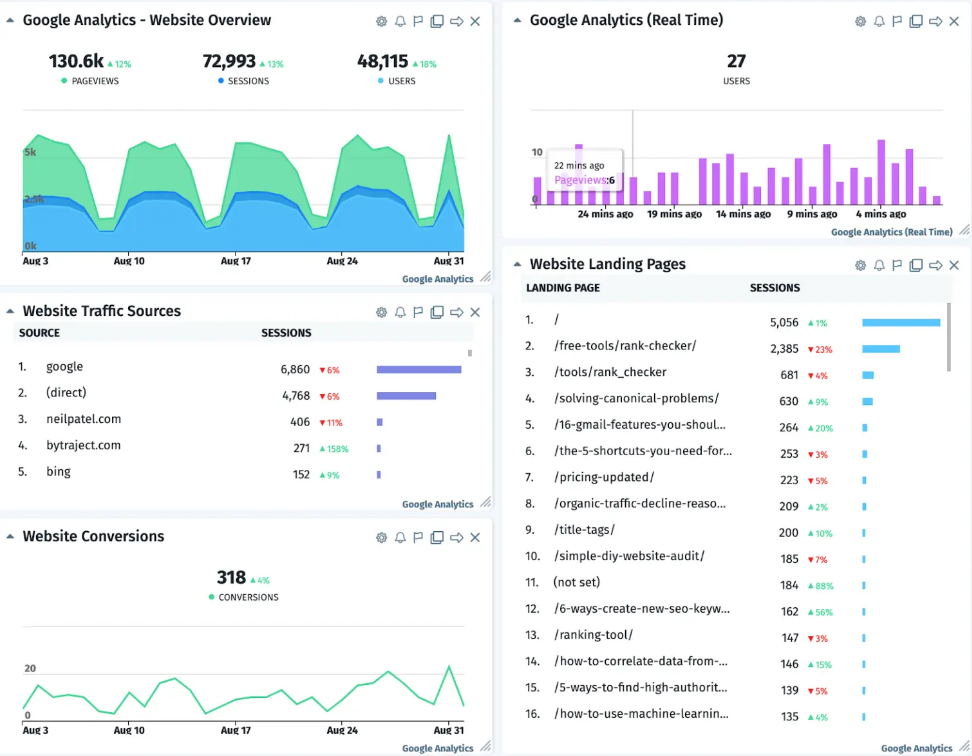 Google Analytics - Website Overview
130.6k ▲12%
PAGEVIEWS
72,993 ▲13%
SESSIONS
48,115 ▲18%
USERS
5k
2.5k
0k
Aug 3 Aug 10 Aug 17 Aug 24 Aug 31
Google Analytics
Website Traffic Sources
SOURCE SESSIONS
1. google 6,860 ▼6%
2. (direct) 4,768 ▼6%
3. neilpatel.com 406 ▼11%
4. bytraject.com 271 ▲158%
5. bing 152 ▲9%
Google Analytics
Website Conversions
318 ▲4%
CONVERSIONS
20
0
Aug 3 Aug 10 Aug 17 Aug 24 Aug 31
Google Analytics
Google Analytics (Real Time)
27
USERS
10
0
22 mins ago
Pageviews:6
24 mins ago 19 mins ago 14 mins ago 9 mins ago 4 mins ago
Google Analytics (Real Time)
Website Landing Pages
LANDING PAGE SESSIONS
1. / 5,056 ▲1%
2. /free-tools/rank-checker/ 2,385 ▼23%
3. /tools/rank_checker 681 ▼4%
4. /solving-canonical-problems/ 630 ▲9%
5. /16-gmail-features-you-shoul... 264 ▲20%
6. /the-5-shortcuts-you-need-for... 253 ▼3%
7. /pricing-updated/ 223 ▼5%
8. /organic-traffic-decline-reaso... 209 ▲2%
9. /title-tags/ 200 ▲10%
10. /simple-diy-website-audit/ 185 ▼7%
11. (not set) 184 ▲88%
12. /6-ways-create-new-seo-keyw... 162 ▲56%
13. /ranking-tool/ 147 ▼3%
14. /how-to-correlate-data-from-... 146 ▲15%
15. /5-ways-to-find-high-authorit... 139 ▼5%
16. /how-to-use-machine-learnin... 135 ▲4%
Google Analytics